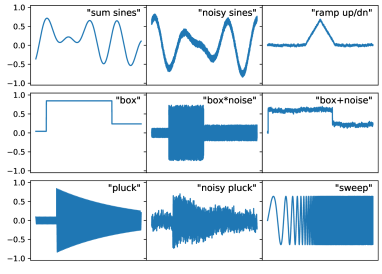 1.0
0.5
0.0
−0.5
−1.0
"sum sines"
"noisy sines"
"ramp up/dn"
1.0
0.5
0.0
−0.5
−1.0
"box"
"box*noise"
"box+noise"
1.0
0.5
0.0
−0.5
−1.0
"pluck"
"noisy pluck"
"sweep"